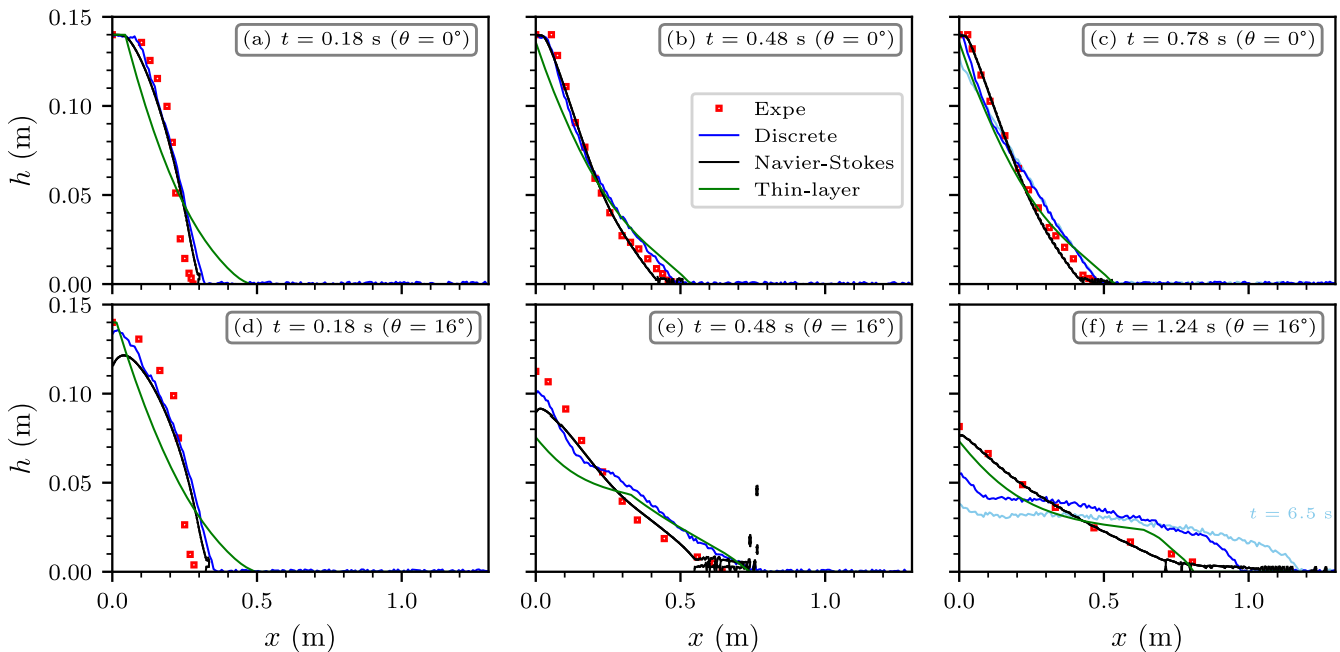 (a) t = 0.18 s (θ = 0°)
(b) t = 0.48 s (θ = 0°)
(c) t = 0.78 s (θ = 0°)
0.15
0.10
0.05
0.00
h (m)
Expe
Discrete
Navier-Stokes
Thin-layer
(d) t = 0.18 s (θ = 16°)
(e) t = 0.48 s (θ = 16°)
(f) t = 1.24 s (θ = 16°)
0.15
0.10
0.05
0.00
h (m)
t = 6.5 s
0.0 0.5 1.0
0.0 0.5 1.0
0.0 0.5 1.0
x (m)
x (m)
x (m)